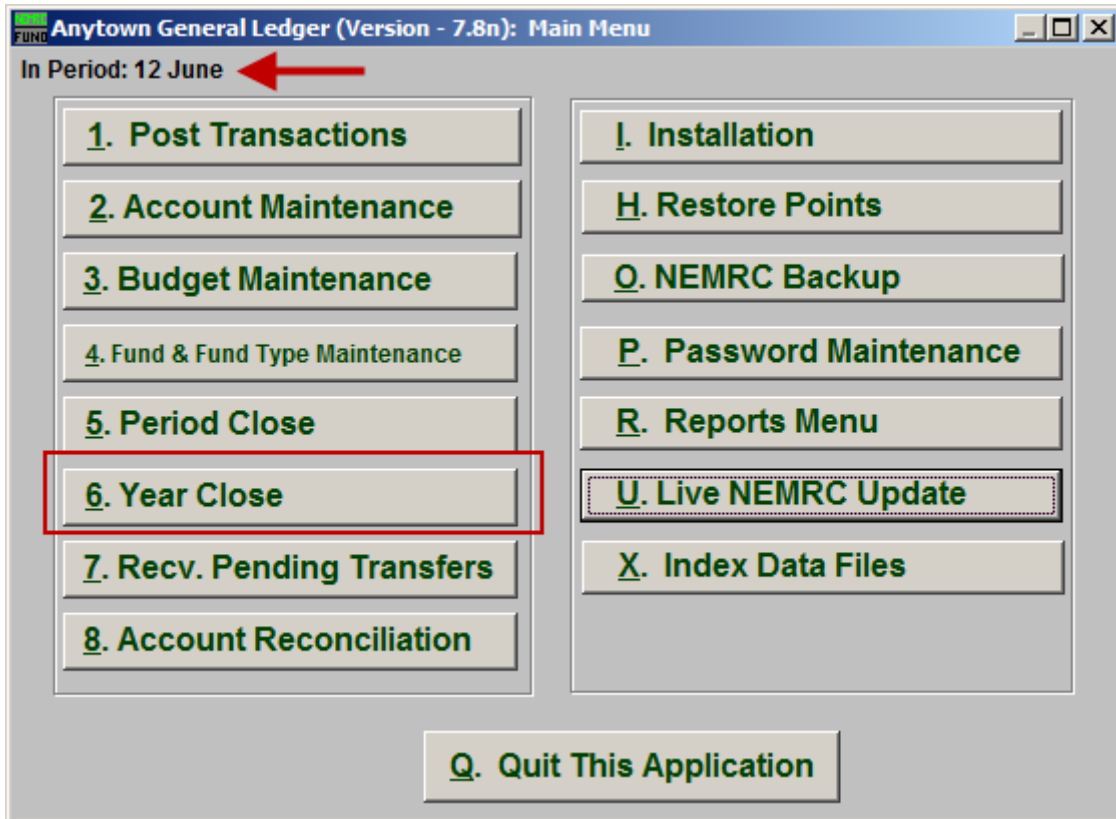 NEMRC
FUND
Anytown General Ledger (Version - 7.8n): Main Menu
In Period: 12 June
1. Post Transactions
2. Account Maintenance
3. Budget Maintenance
4. Fund & Fund Type Maintenance
5. Period Close
6. Year Close
7. Recv. Pending Transfers
8. Account Reconciliation
I. Installation
H. Restore Points
O. NEMRC Backup
P. Password Maintenance
R. Reports Menu
U. Live NEMRC Update
X. Index Data Files
Q. Quit This Application